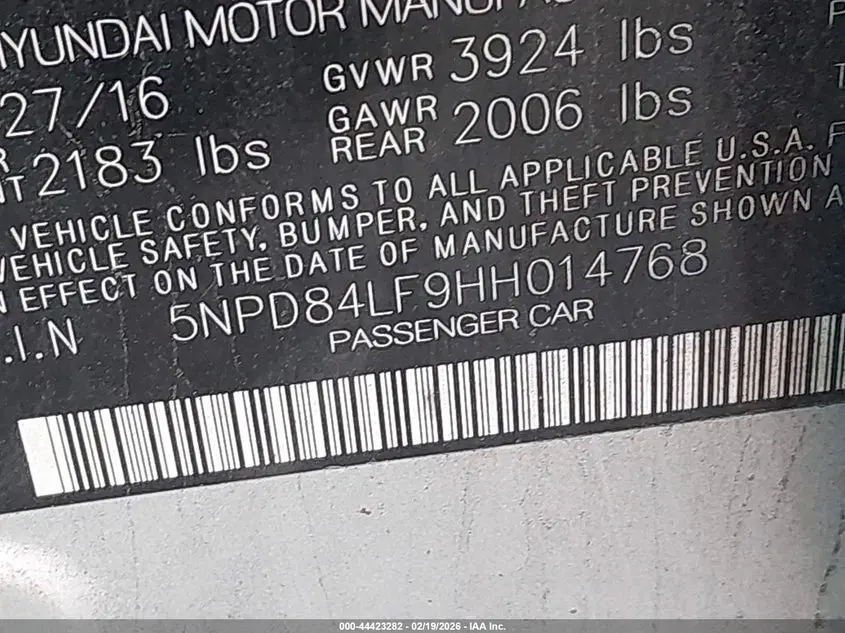 HYUNDAI MOTOR MANUFAC
27/16 GVWR 3924 lbs P
2183 lbs GAWR REAR 2006 lbs T
VEHICLE CONFORMS TO ALL APPLICABLE U.S.A. F
VEHICLE SAFETY, BUMPER, AND THEFT PREVENTION
N EFFECT ON THE DATE OF MANUFACTURE SHOWN A
.I.N 5NPD84LF9HH014768
PASSENGER CAR
000-44423282 - 02/19/2026 - IAA Inc.